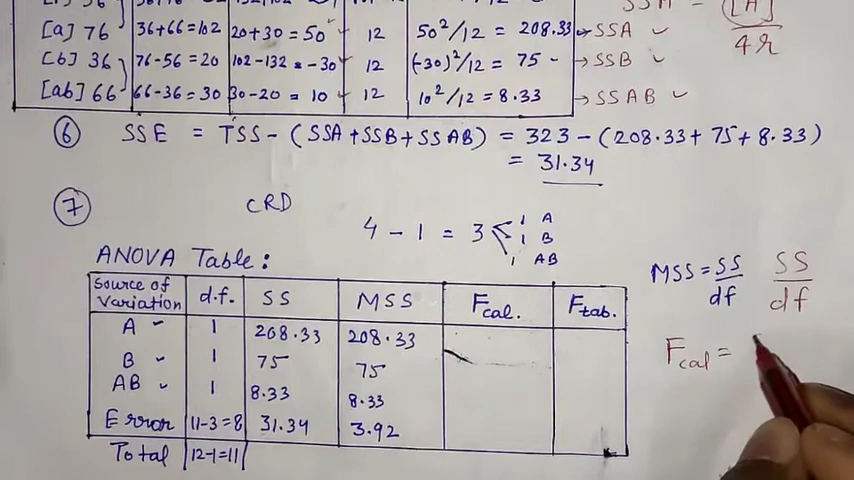 SSM = [A]
4r
[a] 76 36+66=102 20+30=50 12 50²/12 = 208.33 → SSA ✓
[b] 36 76-56=20 102-132=-30 12 (-30)²/12 = 75 → SSB ✓
[ab] 66 66-36=30 30-20=10 12 10²/12 = 8.33 → SSAB ✓
⑥ SSE = TSS-(SSA+SSB+SSAB) = 323-(208.33+75+8.33)
= 31.34
⑦ CRD
4-1 = 3 1 A
1 B
1 AB
ANOVA Table:
Source of Variation d.f. SS MSS Fcal. Ftab.
A 1 208.33 208.33
B 1 75 75
AB 1 8.33 8.33
Error 11-3=8 31.34 3.92
Total 12-1=11
MSS = SS/df SS/df
Fcal =